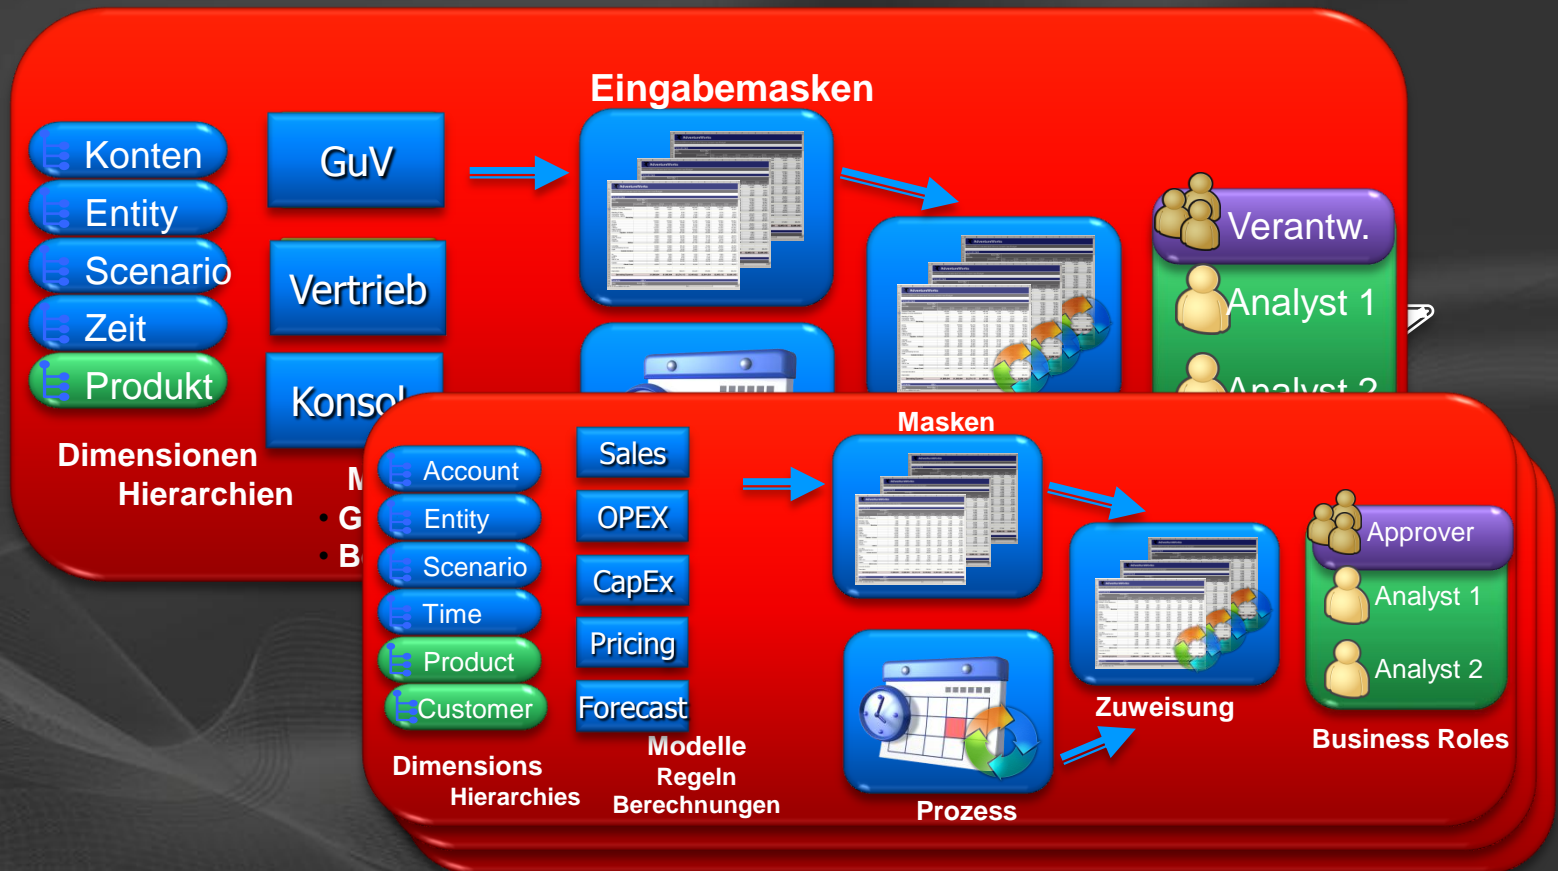 Eingabemasken
Konten
Entity
Scenario
Zeit
Produkt
Dimensionen
Hierarchien
GuV
Vertrieb
Verantw.
Analyst 1
Analyst 2
Masken
Account
Entity
Scenario
Time
Product
Customer
Dimensions
Hierarchies
Sales
OPEX
CapEx
Pricing
Forecast
Modelle
Regeln
Berechnungen
Prozess
Zuweisung
Approver
Analyst 1
Analyst 2
Business Roles